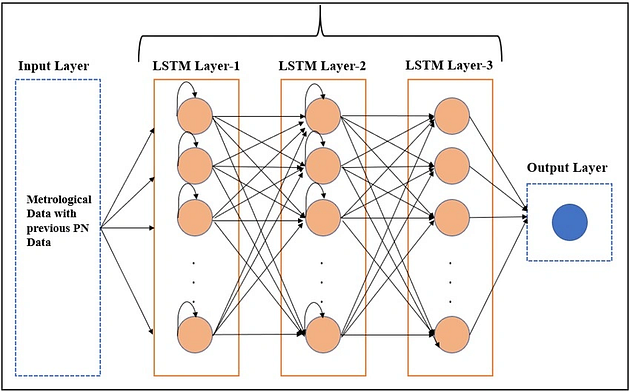 Input Layer
LSTM Layer-1
LSTM Layer-2
LSTM Layer-3
Metrological
Data with
previous PN
Data
Output Layer